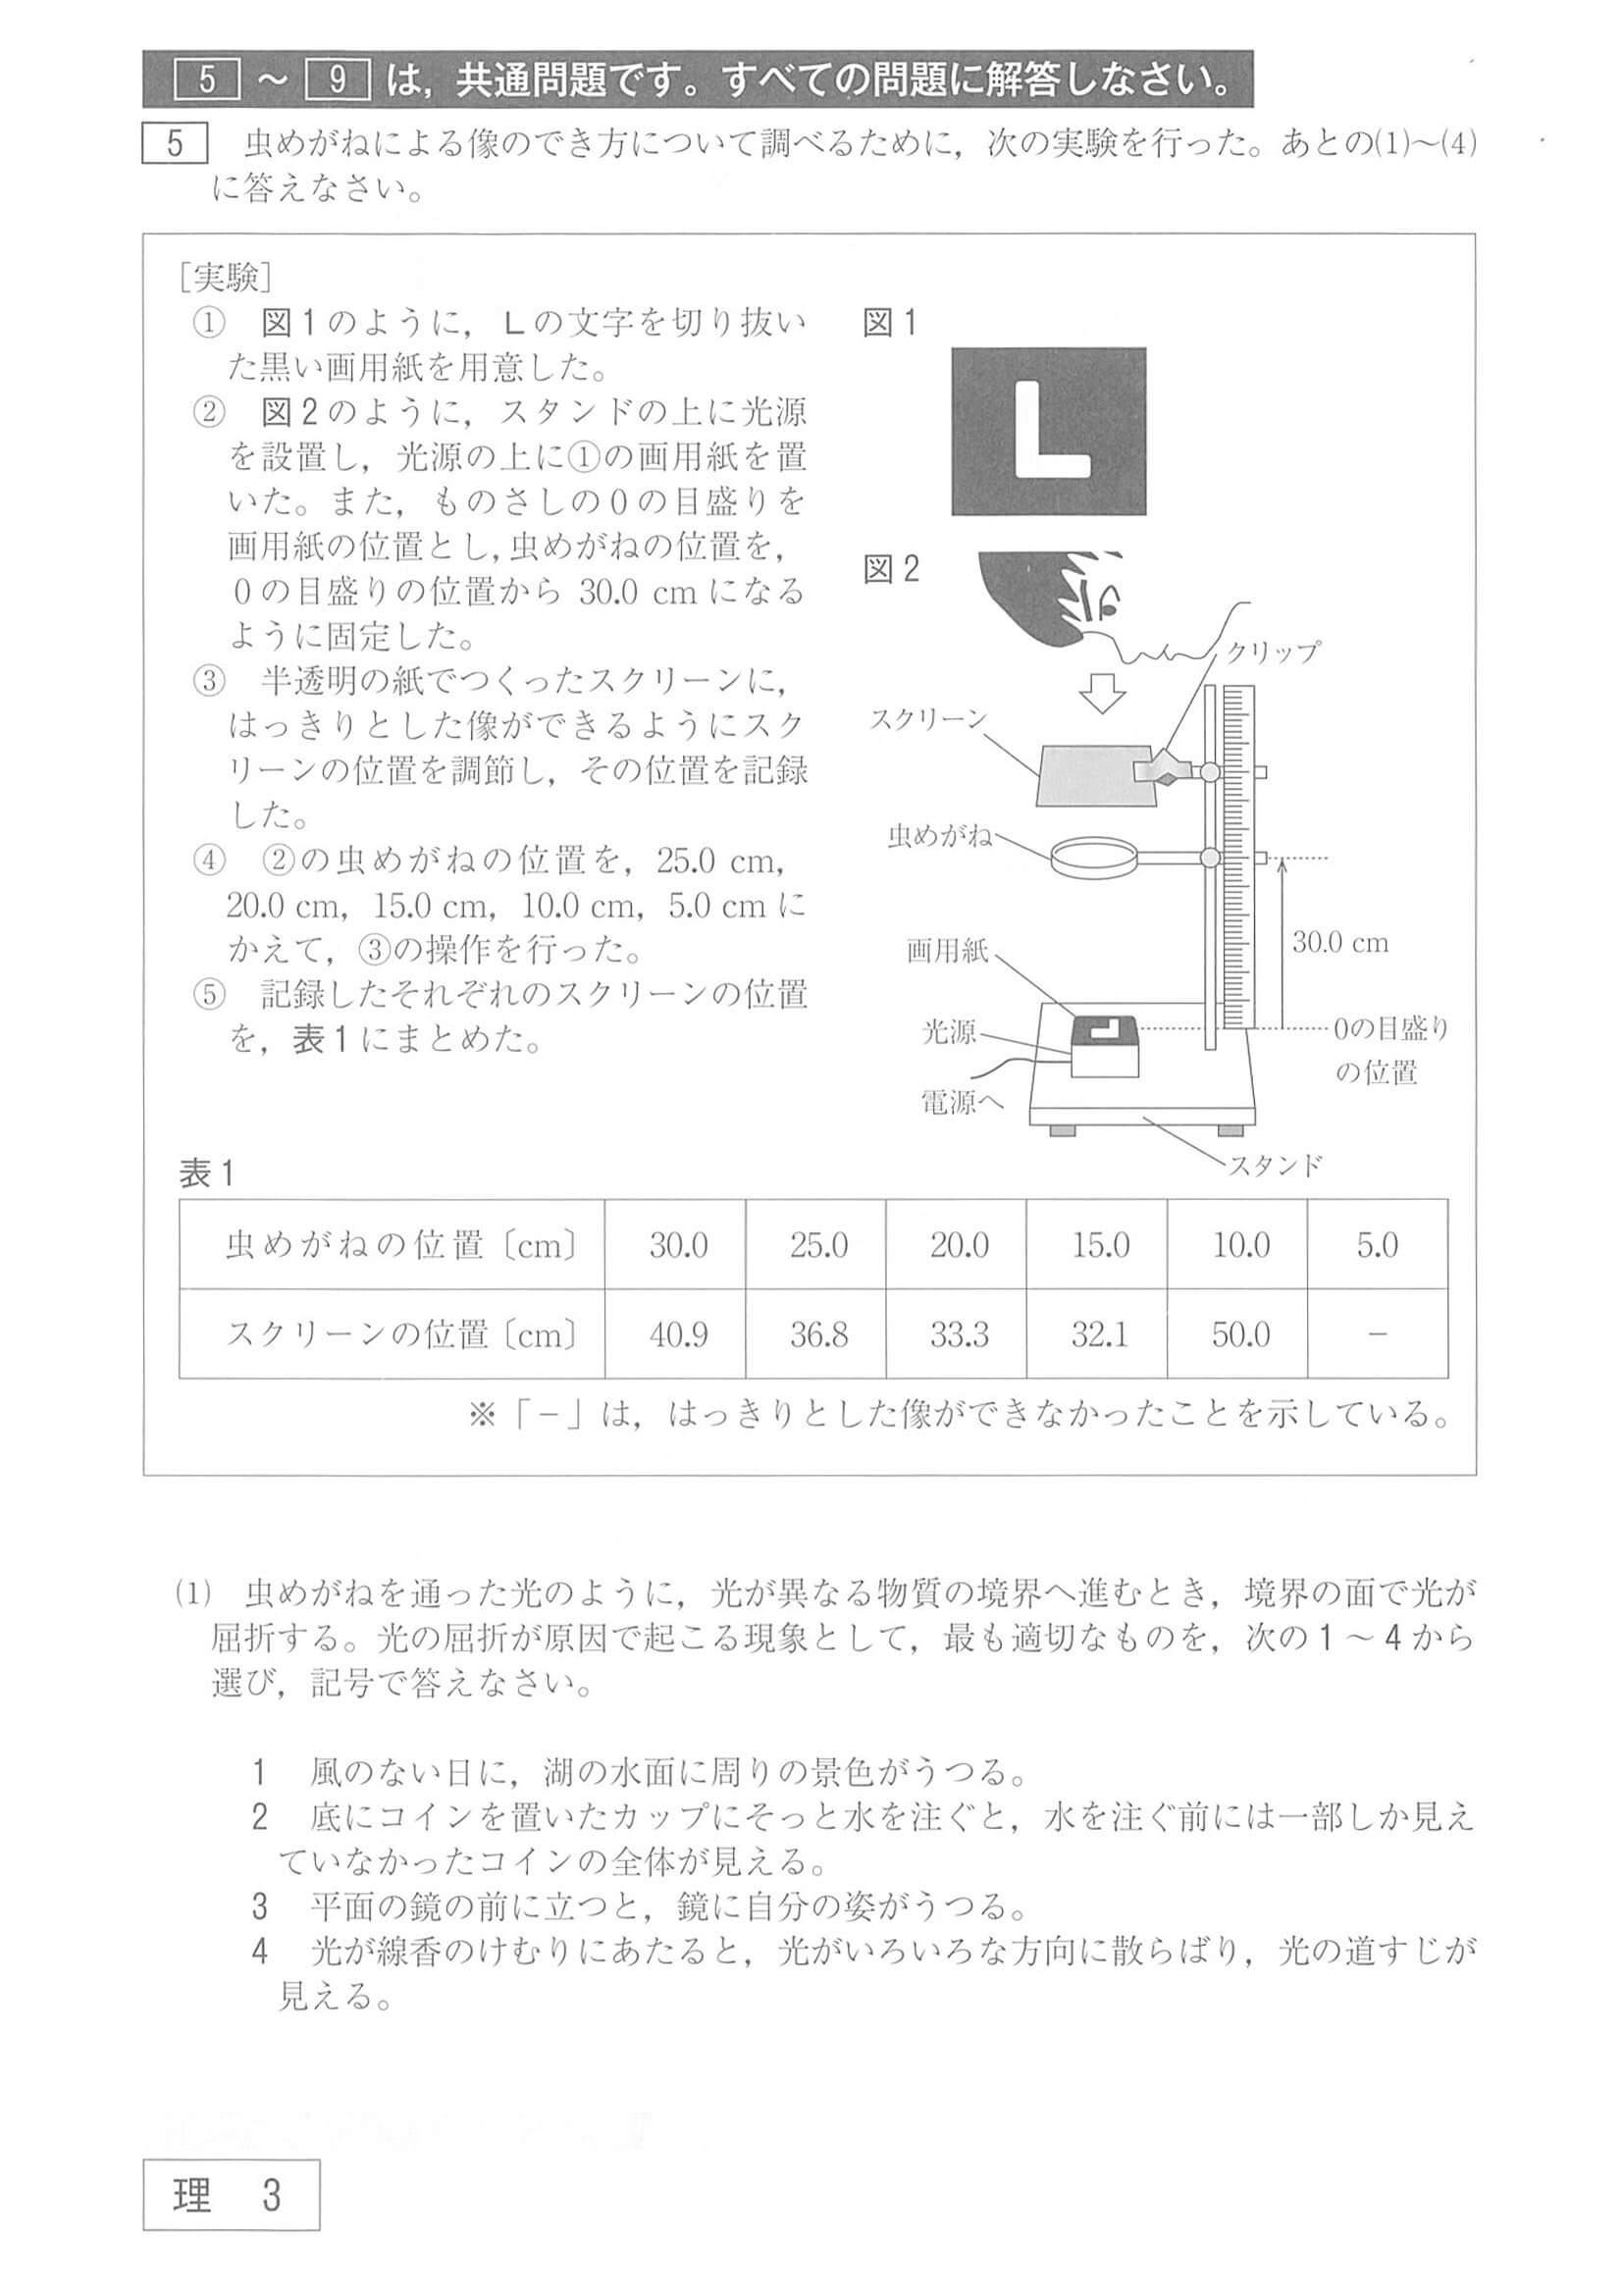 5 ～ 9 は，共通問題です。すべての問題に解答しなさい。
5 虫めがねによる像のでき方について調べるために，次の実験を行った。あとの(1)～(4)
に答えなさい。
［実験］
① 図1のように，Lの文字を切り抜い
た黒い画用紙を用意した。
② 図2のように，スタンドの上に光源
を設置し，光源の上に①の画用紙を置
いた。また，ものさしの0の目盛りを
画用紙の位置とし，虫めがねの位置を，
0の目盛りの位置から 30.0 cm になる
ように固定した。
③ 半透明の紙でつくったスクリーンに，
はっきりとした像ができるようにスク
リーンの位置を調節し，その位置を記録
した。
④ ②の虫めがねの位置を，25.0 cm，
20.0 cm，15.0 cm，10.0 cm，5.0 cm に
かえて，③の操作を行った。
⑤ 記録したそれぞれのスクリーンの位置
を，表1にまとめた。
図1
L
図2
クリップ
スクリーン
虫めがね
画用紙
30.0 cm
光源
0の目盛り
の位置
電源へ
スタンド
表1
虫めがねの位置〔cm〕 30.0 25.0 20.0 15.0 10.0 5.0
スクリーンの位置〔cm〕 40.9 36.8 33.3 32.1 50.0 －
※「－」は，はっきりとした像ができなかったことを示している。
(1) 虫めがねを通った光のように，光が異なる物質の境界へ進むとき，境界の面で光が
屈折する。光の屈折が原因で起こる現象として，最も適切なものを，次の1～4から
選び，記号で答えなさい。
1 風のない日に，湖の水面に周りの景色がうつる。
2 底にコインを置いたカップにそっと水を注ぐと，水を注ぐ前には一部しか見え
ていなかったコインの全体が見える。
3 平面の鏡の前に立つと，鏡に自分の姿がうつる。
4 光が線香のけむりにあたると，光がいろいろな方向に散らばり，光の道すじが
見える。
理 3